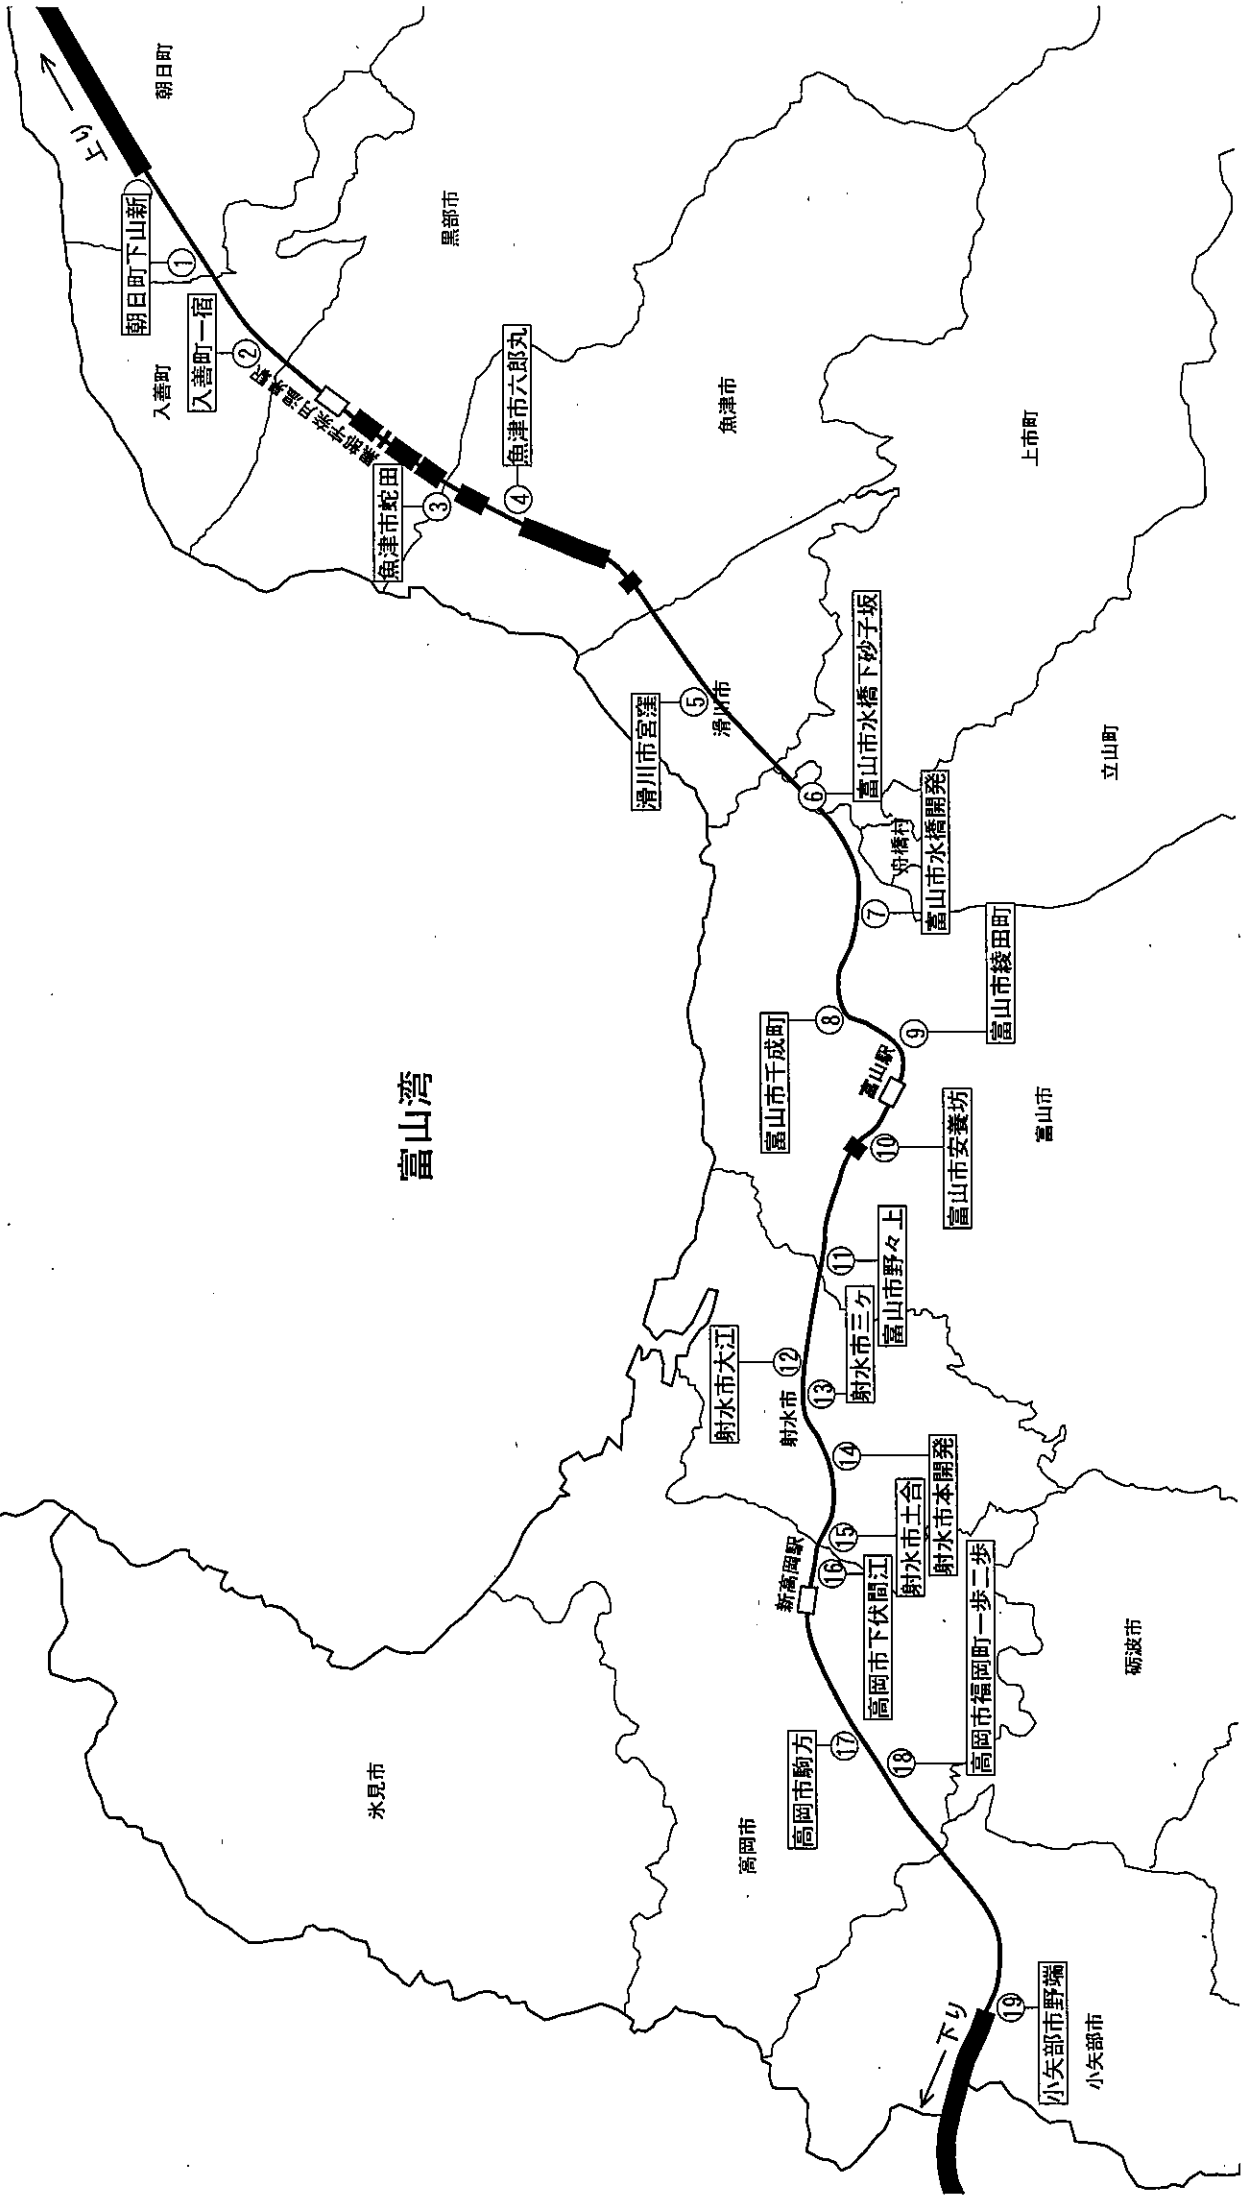 富山湾
氷見市
高岡市
射水市
砺波市
小矢部市
富山市
舟橋村
立山町
上市町
滑川市
魚津市
黒部市
入善町
朝日町
上り
下り
黒部宇奈月温泉駅
富山駅
新高岡駅
朝日町下山新
①
入善町一宿
②
魚津市蛇田
③
魚津市六郎丸
④
滑川市宮窪
⑤
富山市水橋下砂子坂
⑥
富山市水橋開発
⑦
富山市千成町
⑧
富山市綾田町
⑨
富山市安養坊
⑩
富山市野々上
⑪
射水市大江
⑫
射水市三ケ
⑬
射水市本開発
⑭
射水市土合
⑮
高岡市下伏間江
⑯
高岡市駒方
⑰
高岡市福岡町一歩二歩
⑱
小矢部市野端
⑲